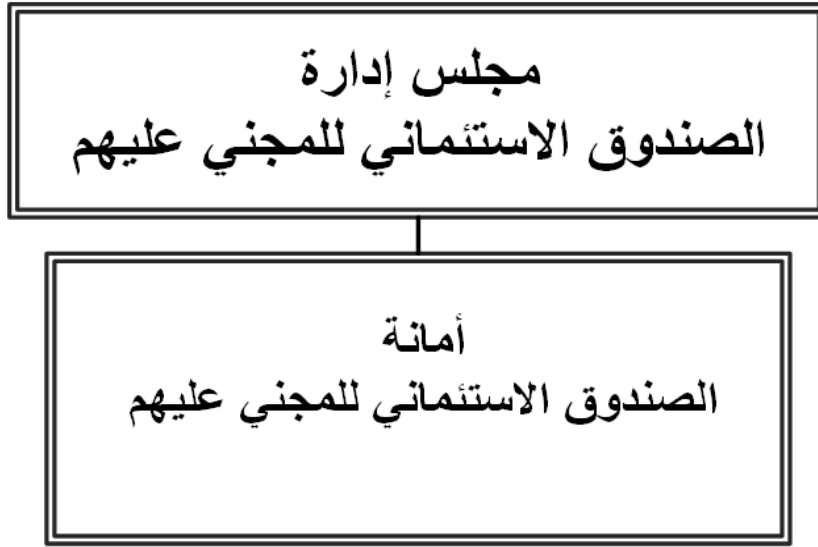 مجلس إدارة
الصندوق الاستئماني للمجني عليهم
أمانة
الصندوق الاستئماني للمجني عليهم